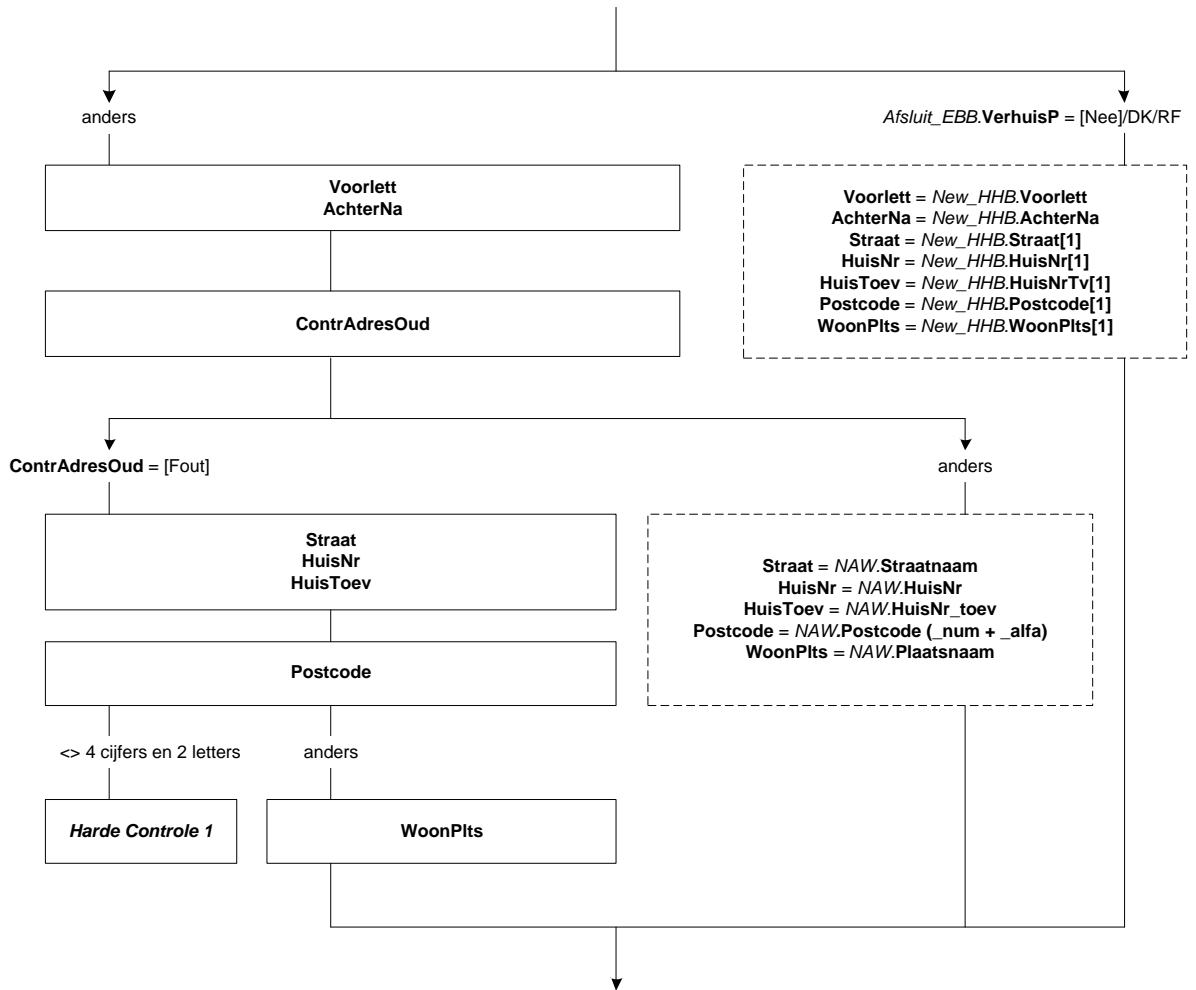 anders
Afsluit_EBB.VerhuisP = [Nee]/DK/RF
Voorlett
AchterNa
Voorlett = New_HHB.Voorlett
AchterNa = New_HHB.AchterNa
Straat = New_HHB.Straat[1]
HuisNr = New_HHB.HuisNr[1]
HuisToev = New_HHB.HuisNrTv[1]
Postcode = New_HHB.Postcode[1]
WoonPlts = New_HHB.WoonPlts[1]
ContrAdresOud
ContrAdresOud = [Fout]
anders
Straat
HuisNr
HuisToev
Straat = NAW.Straatnaam
HuisNr = NAW.HuisNr
HuisToev = NAW.HuisNr_toev
Postcode = NAW.Postcode (_num + _alfa)
WoonPlts = NAW.Plaatsnaam
Postcode
<> 4 cijfers en 2 letters
anders
Harde Controle 1
WoonPlts